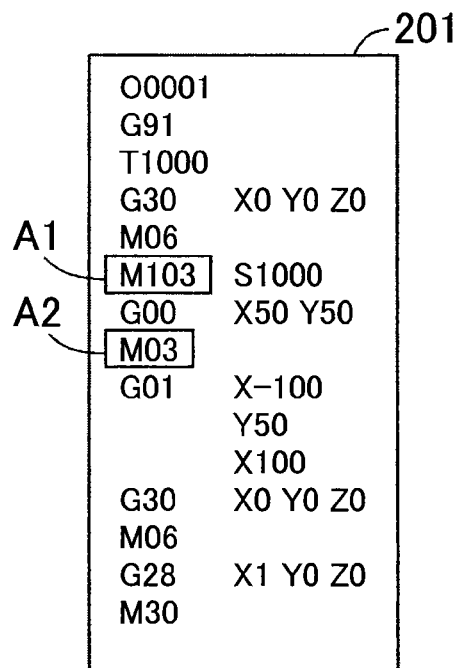 201
O0001
G91
T1000
G30 X0 Y0 Z0
M06
A1 M103 S1000
G00 X50 Y50
A2 M03
G01 X-100
Y50
X100
G30 X0 Y0 Z0
M06
G28 X1 Y0 Z0
M30